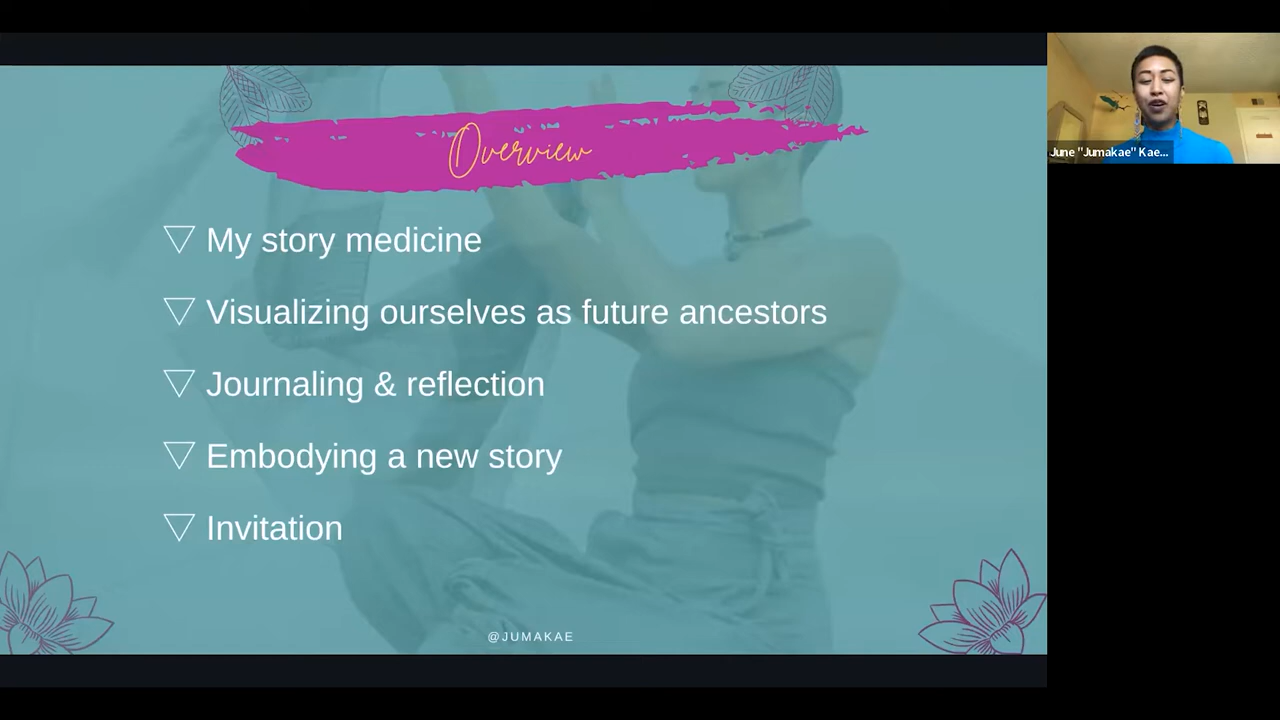 Overview
My story medicine
Visualizing ourselves as future ancestors
Journaling & reflection
Embodying a new story
Invitation
@JUMAKAE
June "Jumakae" Kae...